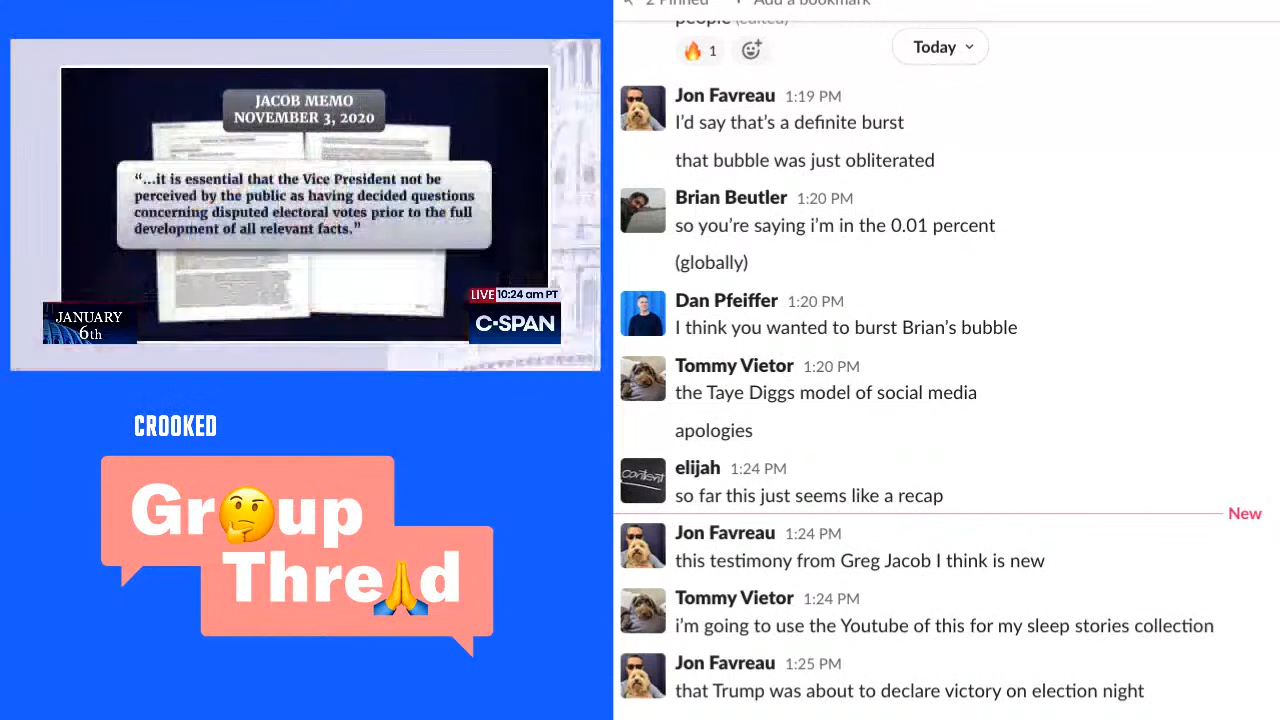 JACOB MEMO
NOVEMBER 3, 2020
“...it is essential that the Vice President not be
perceived by the public as having decided questions
concerning disputed electoral votes prior to the full
development of all relevant facts.”
LIVE 10:24 am PT
JANUARY
6th
C-SPAN
CROOKED
Gr🤔up
Thre🙏d
2 Pinned + Add a bookmark
people (edited)
🔥 1
Today
Jon Favreau 1:19 PM
I’d say that’s a definite burst
that bubble was just obliterated
Brian Beutler 1:20 PM
so you’re saying i’m in the 0.01 percent
(globally)
Dan Pfeiffer 1:20 PM
I think you wanted to burst Brian’s bubble
Tommy Vietor 1:20 PM
the Taye Diggs model of social media
apologies
elijah 1:24 PM
content
so far this just seems like a recap
New
Jon Favreau 1:24 PM
this testimony from Greg Jacob I think is new
Tommy Vietor 1:24 PM
i’m going to use the Youtube of this for my sleep stories collection
Jon Favreau 1:25 PM
that Trump was about to declare victory on election night